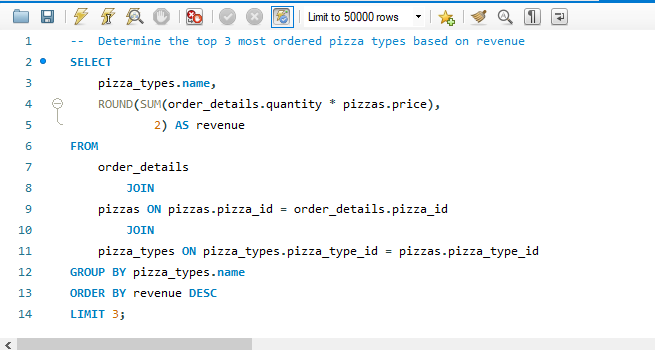 Limit to 50000 rows
1 -- Determine the top 3 most ordered pizza types based on revenue
2 SELECT
3 pizza_types.name,
4 ROUND(SUM(order_details.quantity * pizzas.price),
5 2) AS revenue
6 FROM
7 order_details
8 JOIN
9 pizzas ON pizzas.pizza_id = order_details.pizza_id
10 JOIN
11 pizza_types ON pizza_types.pizza_type_id = pizzas.pizza_type_id
12 GROUP BY pizza_types.name
13 ORDER BY revenue DESC
14 LIMIT 3;